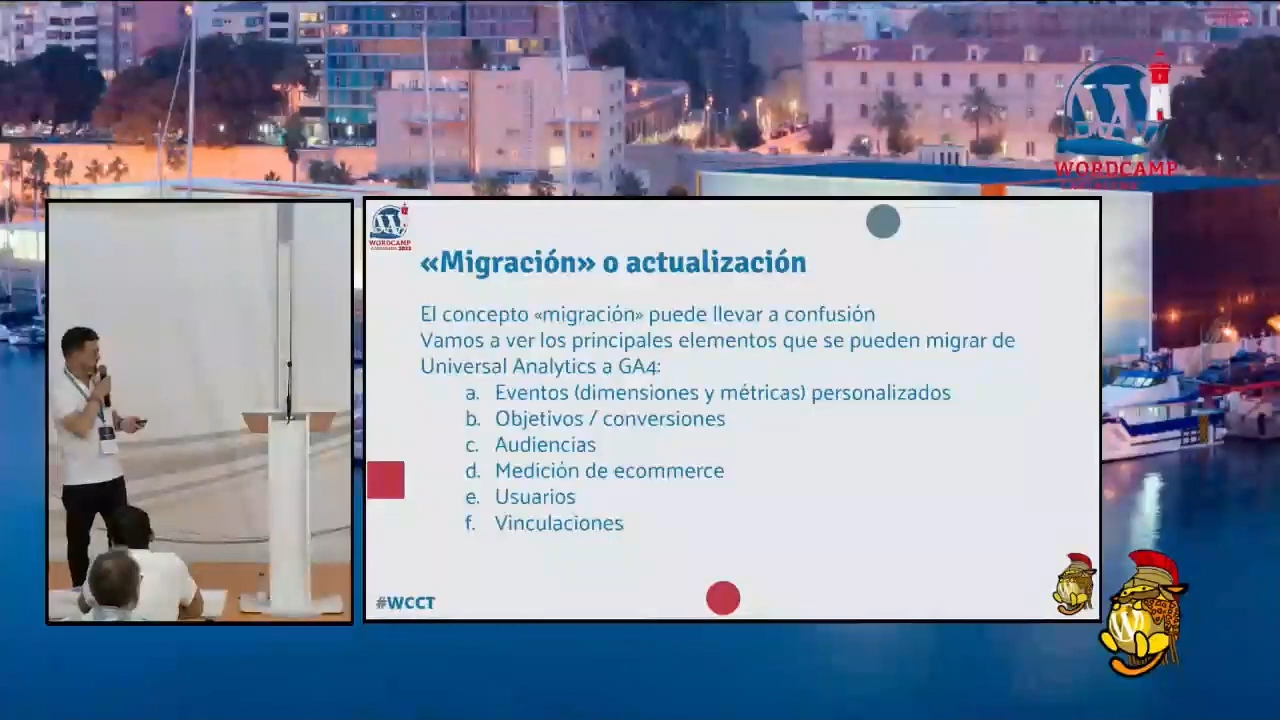 WORDCAMP
WORDCAMP
«Migración» o actualización
El concepto «migración» puede llevar a confusión
Vamos a ver los principales elementos que se pueden migrar de
Universal Analytics a GA4:
a. Eventos (dimensiones y métricas) personalizados
b. Objetivos / conversiones
c. Audiencias
d. Medición de ecommerce
e. Usuarios
f. Vinculaciones
#WCCT